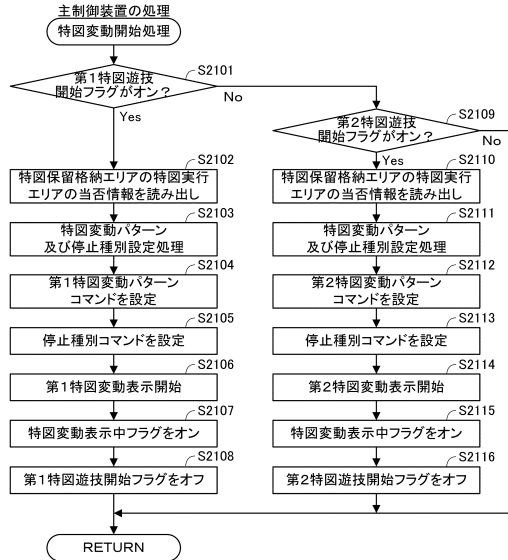 主制御装置の処理
特図変動開始処理
S2101
第1特図遊技
開始フラグがオン?
No
Yes
S2102
特図保留格納エリアの特図実行
エリアの当否情報を読み出し
S2103
特図変動パターン
及び停止種別設定処理
S2104
第1特図変動パターン
コマンドを設定
S2105
停止種別コマンドを設定
S2106
第1特図変動表示開始
S2107
特図変動表示中フラグをオン
S2108
第1特図遊技開始フラグをオフ
S2109
第2特図遊技
開始フラグがオン?
No
Yes
S2110
特図保留格納エリアの特図実行
エリアの当否情報を読み出し
S2111
特図変動パターン
及び停止種別設定処理
S2112
第2特図変動パターン
コマンドを設定
S2113
停止種別コマンドを設定
S2114
第2特図変動表示開始
S2115
特図変動表示中フラグをオン
S2116
第2特図遊技開始フラグをオフ
RETURN